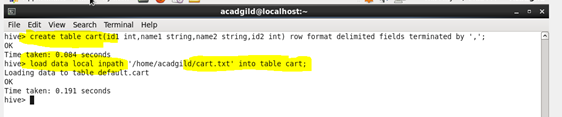 acadgild@localhost:~
File Edit View Search Terminal Help
hive> create table cart(id1 int,name1 string,name2 string,id2 int) row format delimited fields terminated by ',';
OK
Time taken: 0.084 seconds
hive> load data local inpath '/home/acadgild/cart.txt' into table cart;
Loading data to table default.cart
OK
Time taken: 0.191 seconds
hive>